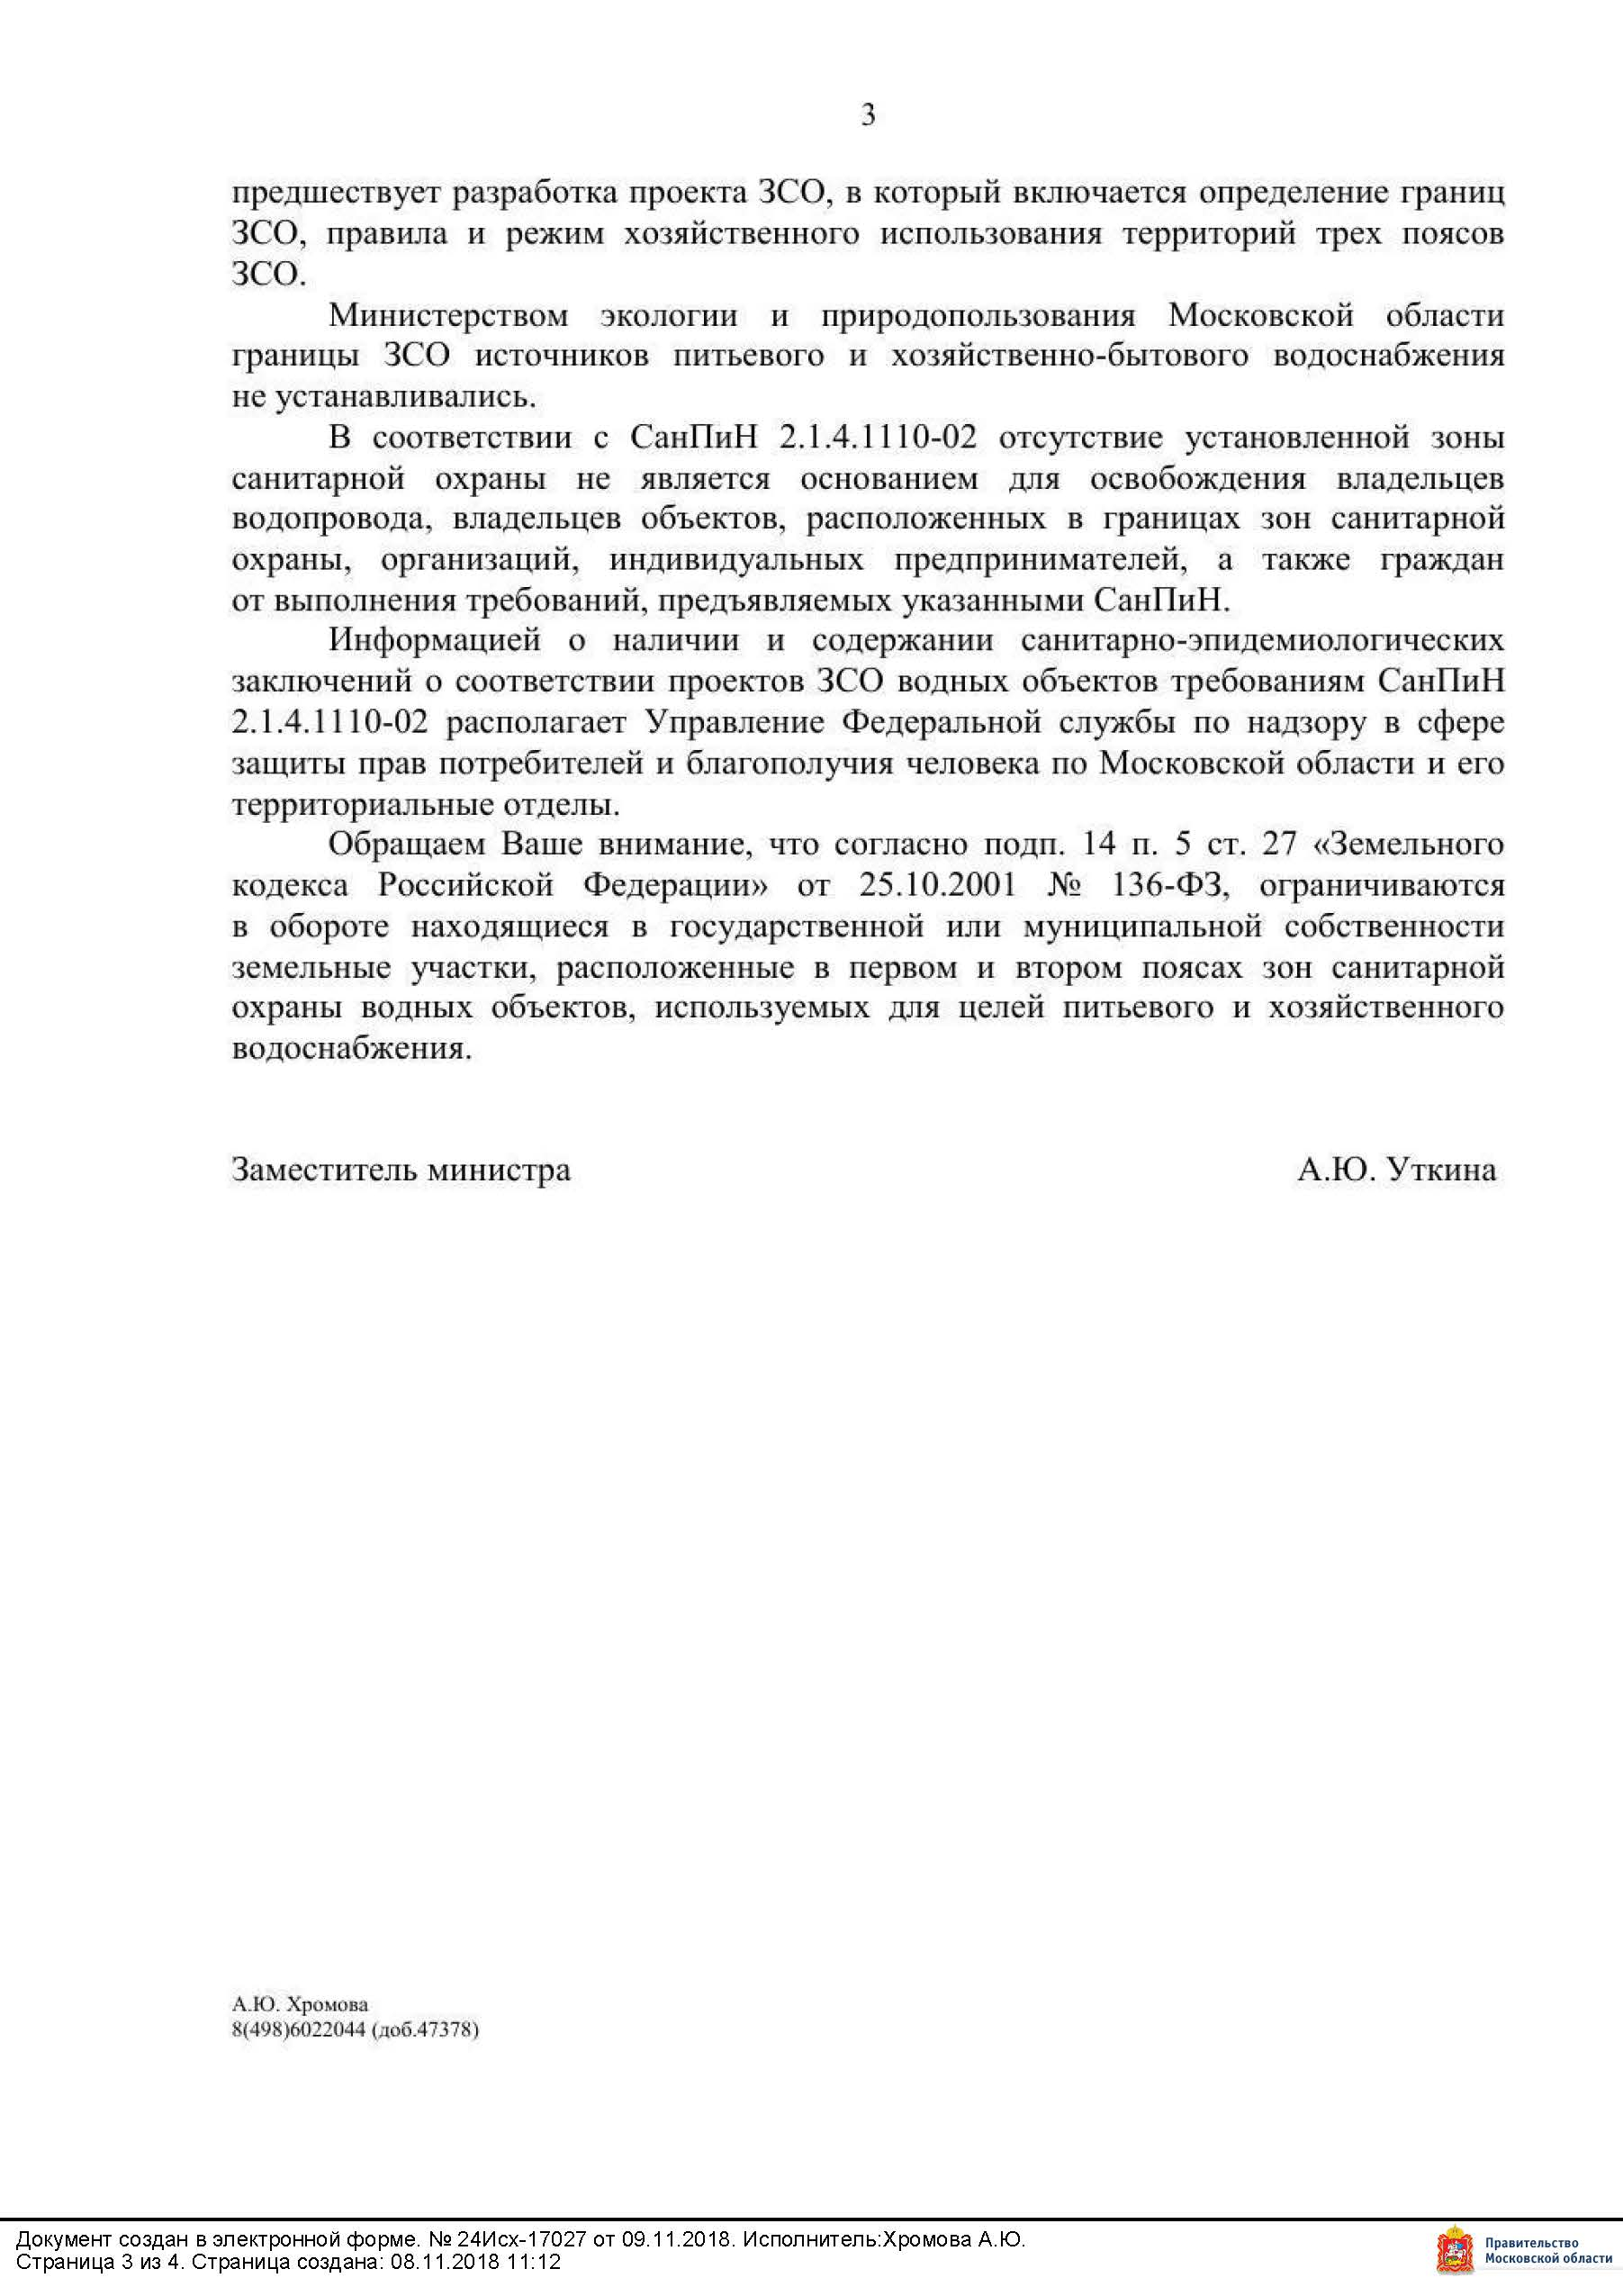 3
предшествует разработка проекта ЗСО, в который включается определение границ
ЗСО, правила и режим хозяйственного использования территорий трех поясов
ЗСО.
Министерством экологии и природопользования Московской области
границы ЗСО источников питьевого и хозяйственно-бытового водоснабжения
не устанавливались.
В соответствии с СанПиН 2.1.4.1110-02 отсутствие установленной зоны
санитарной охраны не является основанием для освобождения владельцев
водопровода, владельцев объектов, расположенных в границах зон санитарной
охраны, организаций, индивидуальных предпринимателей, а также граждан
от выполнения требований, предъявляемых указанными СанПиН.
Информацией о наличии и содержании санитарно-эпидемиологических
заключений о соответствии проектов ЗСО водных объектов требованиям СанПиН
2.1.4.1110-02 располагает Управление Федеральной службы по надзору в сфере
защиты прав потребителей и благополучия человека по Московской области и его
территориальные отделы.
Обращаем Ваше внимание, что согласно подп. 14 п. 5 ст. 27 «Земельного
кодекса Российской Федерации» от 25.10.2001 № 136-ФЗ, ограничиваются
в обороте находящиеся в государственной или муниципальной собственности
земельные участки, расположенные в первом и втором поясах зон санитарной
охраны водных объектов, используемых для целей питьевого и хозяйственного
водоснабжения.
Заместитель министра А.Ю. Уткина
А.Ю. Хромова
8(498)6022044 (доб.47378)
Документ создан в электронной форме. № 24Исх-17027 от 09.11.2018. Исполнитель:Хромова А.Ю.
Страница 3 из 4. Страница создана: 08.11.2018 11:12
Правительство
Московской области